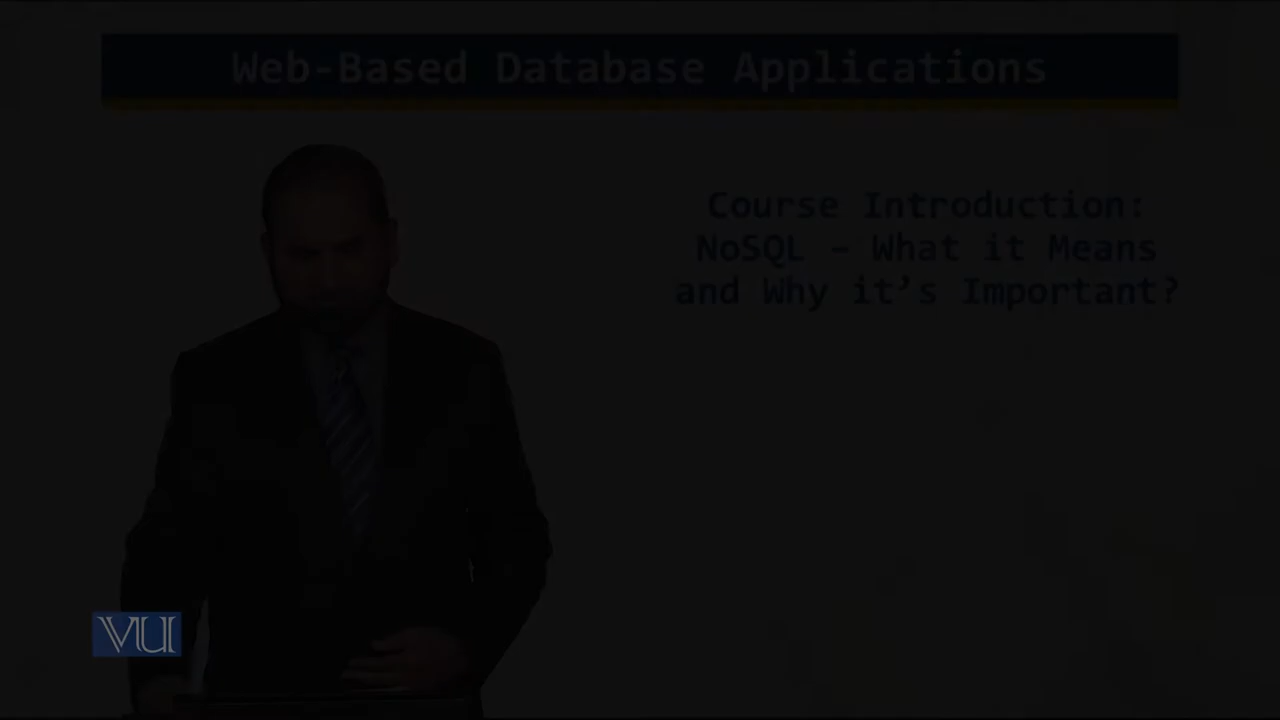 Web-Based Database Applications
Course Introduction:
NoSQL – What it Means
and Why it’s Important?
VU